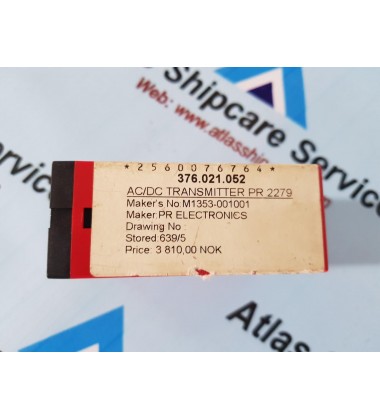 Shipcare Service
Web: www.atlasship
*2560076764*
376.021.052
AC/DC TRANSMITTER PR 2279
Maker's No:M1353-001001
Maker:PR ELECTRONICS
Drawing No :
Stored:639/5
Price: 3 810,00 NOK
Atlas